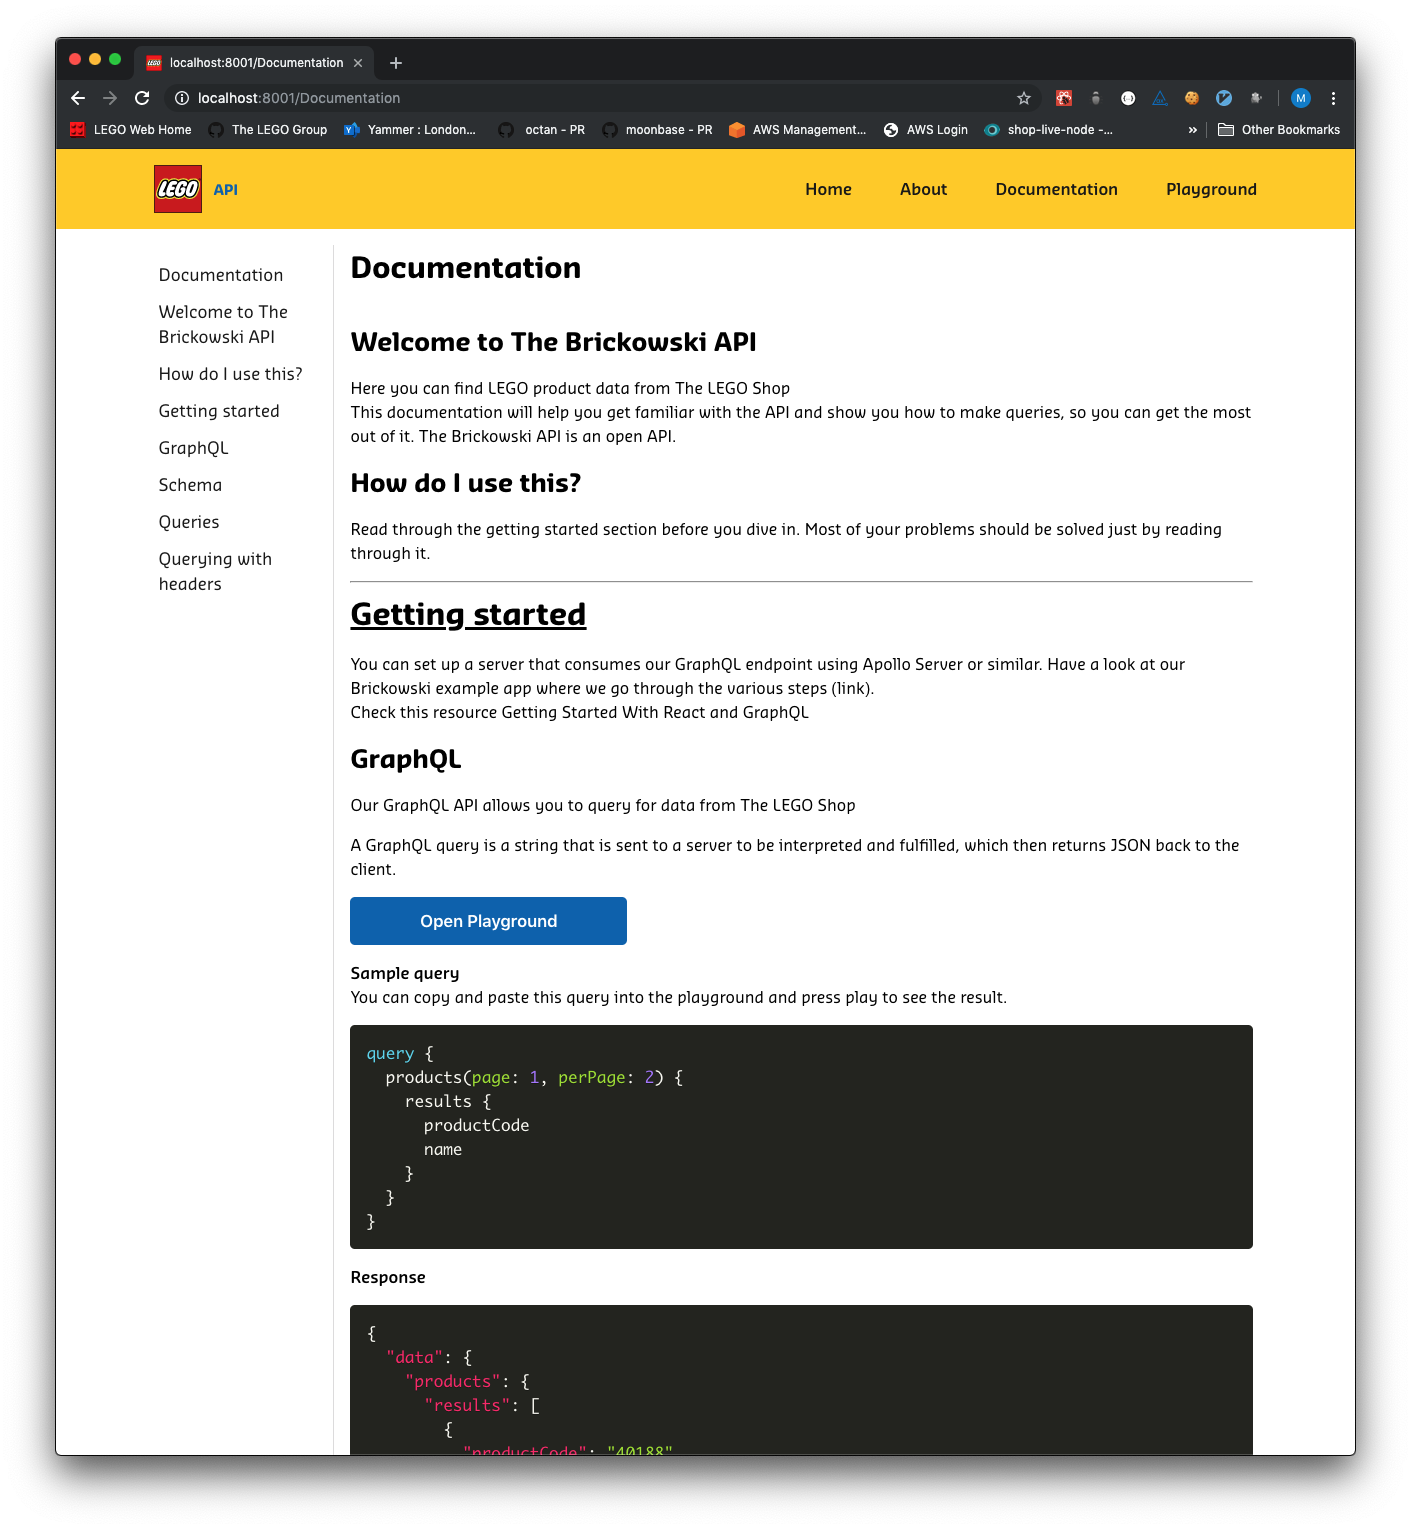 localhost:8001/Documentation
localhost:8001/Documentation
M
LEGO Web Home
The LEGO Group
Yammer : London...
octan - PR
moonbase - PR
AWS Management...
AWS Login
shop-live-node -...
»
Other Bookmarks
LEGO
API
Home
About
Documentation
Playground
Documentation
Welcome to The
Brickowski API
How do I use this?
Getting started
GraphQL
Schema
Queries
Querying with
headers
Documentation
Welcome to The Brickowski API
Here you can find LEGO product data from The LEGO Shop
This documentation will help you get familiar with the API and show you how to make queries, so you can get the most
out of it. The Brickowski API is an open API.
How do I use this?
Read through the getting started section before you dive in. Most of your problems should be solved just by reading
through it.
Getting started
You can set up a server that consumes our GraphQL endpoint using Apollo Server or similar. Have a look at our
Brickowski example app where we go through the various steps (link).
Check this resource Getting Started With React and GraphQL
GraphQL
Our GraphQL API allows you to query for data from The LEGO Shop
A GraphQL query is a string that is sent to a server to be interpreted and fulfilled, which then returns JSON back to the
client.
Open Playground
Sample query
You can copy and paste this query into the playground and press play to see the result.
query {
  products(page: 1, perPage: 2) {
    results {
      productCode
      name
    }
  }
}
Response
{
  "data": {
    "products": {
      "results": [
        {
          "productCode": "40188"